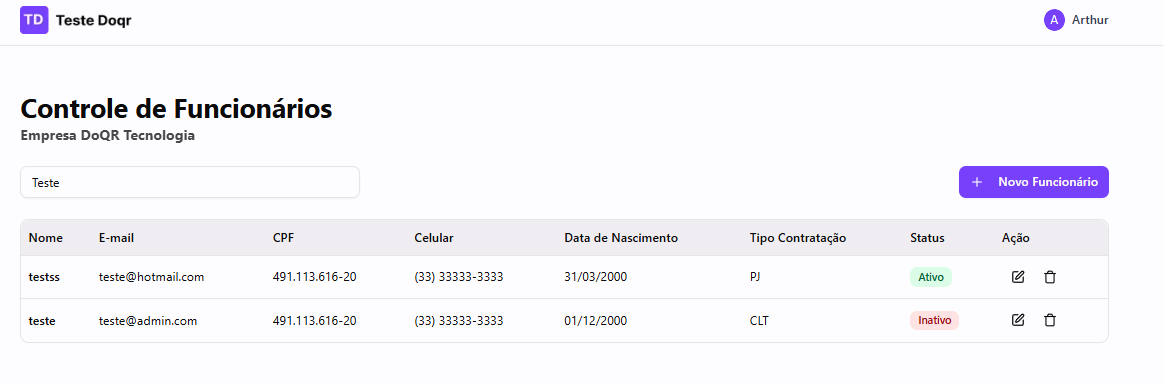 TD Teste Doqr A Arthur
Controle de Funcionários
Empresa DoQR Tecnologia
Teste + Novo Funcionário
Nome E-mail CPF Celular Data de Nascimento Tipo Contratação Status Ação
testss teste@hotmail.com 491.113.616-20 (33) 33333-3333 31/03/2000 PJ Ativo
teste teste@admin.com 491.113.616-20 (33) 33333-3333 01/12/2000 CLT Inativo